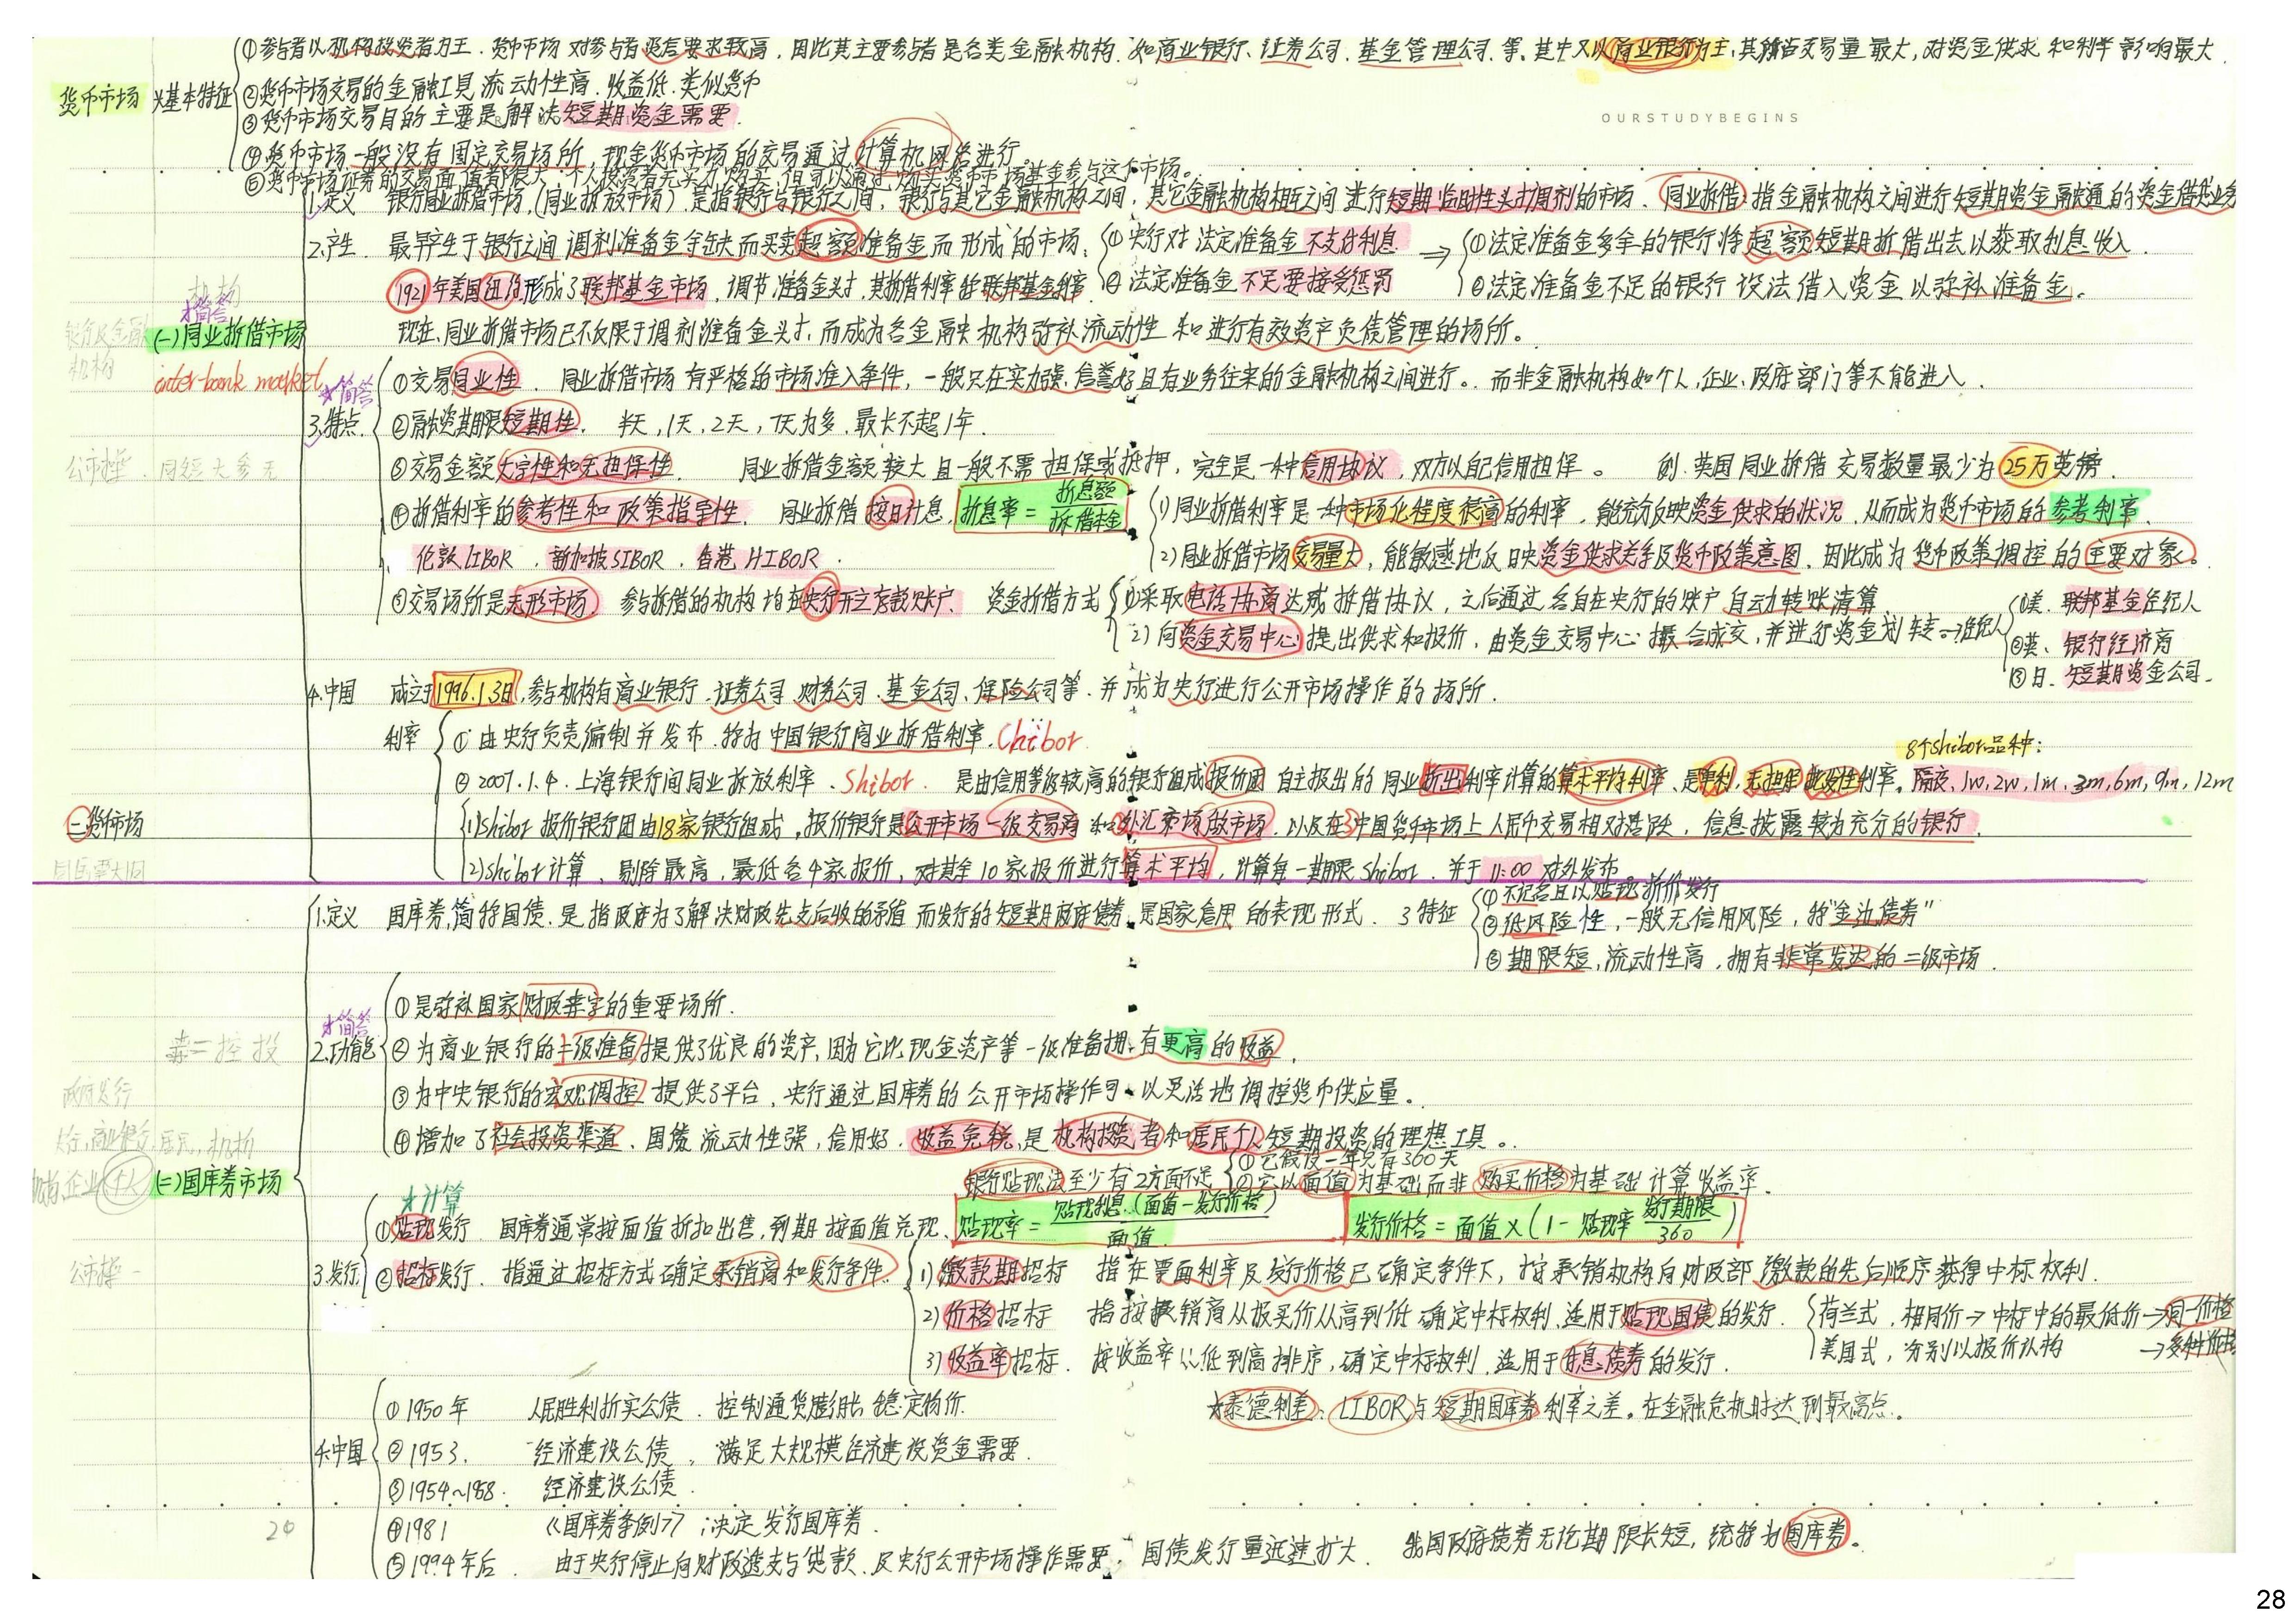 ①参与者以机构投资者为主.货币市场对参与者资信要求较高,因此其主要参与者是各类金融机构.如商业银行、证券公司.基金管理公司.等.其中又以商业银行为主,其所占交易量最大,对资金供求和利率影响最大.
货币市场 基本特征
②货币市场交易的金融工具流动性高.收益低.类似货币
③货币市场交易目的主要是解决短期资金需要.
OURSTUDYBEGINS
④货币市场一般没有固定交易场所,现金货币市场的交易通过计算机网络进行.
⑤货币市场证券的交易面值都很大,个人投资者无实力购买,但可以通过购买货币市场基金参与这个市场。
1.定义 银行同业拆借市场,(同业拆放市场).是指银行与银行之间,银行与其它金融机构之间,其它金融机构相互之间进行短期临时性头寸调剂的市场.同业拆借:指金融机构之间进行短期资金融通的资金借贷业务
2.产生. 最早产生于银行之间调剂准备金余缺而买卖超额准备金而形成的市场.
①央行对法定准备金不支付利息 ⇒ ①法定准备金多余的银行将超额短期拆借出去以获取利息收入.
1921年美国纽约形成了联邦基金市场,调节准备金头寸,其拆借利率即联邦基金利率. ②法定准备金不足要接受惩罚 ②法定准备金不足的银行设法借入资金以弥补准备金。
机构
银行及金融机构
*简答
(一)同业拆借市场
inter-bank market
现在,同业拆借市场已不仅限于调剂准备金头寸,而成为各金融机构弥补流动性和进行有效资产负债管理的场所。
*简答
3.特点.
①交易同业性. 同业拆借市场有严格的市场准入条件,一般只在实力强.信誉好且有业务往来的金融机构之间进行。而非金融机构如个人,企业,政府部门等不能进入.
②融资期限短期性. 半天,1天,2天,7天为多.最长不超1年.
公市操. 同短大参无
③交易金额大宗性和无担保性. 同业拆借金额较大且一般不需担保或抵押,完全是一种信用协议,双方以自己信用担保。 例.英国同业拆借交易数量最少为25万英镑.
④拆借利率的参考性和政策指导性. 同业拆借按日计息. 拆息率=拆息额/拆借本金
(1)同业拆借利率是一种市场化程度很高的利率,能充分反映资金供求的状况.从而成为货币市场的参考利率.
伦敦LIBOR.新加坡SIBOR.香港HIBOR.
(2)同业拆借市场交易量大,能敏感地反映资金供求关系及货币政策意图.因此成为货币政策调控的主要对象。
⑤交易场所是无形市场) 参与拆借的机构均在央行开立存款账户. 资金拆借方式
1)采取电话协商达成拆借协议,之后通过各自在央行的账户自动转账清算
2)向资金交易中心提出供求和报价,由资金交易中心撮合成交,并进行资金划转⇒经纪人
①美.联邦基金经纪人
②英、银行经济商
③日.短期资金公司.
4.中国 成立于1996.1.3日,参与机构有商业银行.证券公司.财务公司.基金公司、保险公司等.并成为央行进行公开市场操作的场所.
利率
①由央行负责编制并发布.称为中国银行同业拆借利率.Chibor
8个shibor品种:
②2007.1.4.上海银行间同业拆放利率.Shibor. 是由信用等级较高的银行组成报价团自主报出的同业拆出利率计算的算术平均利率.是单利.无担保.批发性利率。隔夜,1w,2w,1m,3m,6m,9m,12m
二货币市场
1)Shibor报价银行团由18家银行组成。报价银行是公开市场一级交易商和外汇市场做市商.以及在中国货币市场上人民币交易相对活跃,信息披露较为充分的银行.
2)Shibor计算、剔除最高,最低各4家报价,对其余10家报价进行算术平均,计算每一期限Shibor.并于11:00对外发布
1.定义 国库券,简称国债.是指政府为了解决财政先支后收的矛盾而发行的短期政府债券.是国家信用的表现形式. 3特征
①不记名且以贴现折价发行
②低风险性,一般无信用风险,称"金边债券"
③期限短,流动性高,拥有非常发达的二级市场.
*简答
2.功能
①是弥补国家财政赤字的重要场所.
赤二控投
②为商业银行的二级准备提供了优良的资产,因为它比现金资产等一级准备拥有更高的收益.
政府发行
③为中央银行的宏观调控提供了平台,央行通过国库券的公开市场操作可以灵活地调控货币供应量。
央行,商业银行,居民,机构
④增加了社会投资渠道.国债流动性强,信用好.收益免税.是机构投资者和居民个人短期投资的理想工具。
(二)国库券市场
银行贴现法至少有2方面不足
①它假设一年只有360天
②它以面值为基础而非购买价格为基础计算收益率.
*计算
①贴现发行 国库券通常按面值折扣出售,到期按面值兑现. 贴现率=贴现利息(面值-发行价格)/面值 发行价格=面值×(1-贴现率 发行期限/360)
3.发行 ②招标发行. 指通过招标方式确定承销商和发行条件.
1)缴款期招标 指在票面利率及发行价格已确定条件下,按承销机构向财政部缴款的先后顺序获得中标权利.
2)价格招标 指按承销商从报买价从高到低确定中标权利.适用于贴现国债的发行.
荷兰式.相同价→中标中的最低价→同一价格
美国式,分别以报价认购→多种价格
3)收益率招标. 按收益率从低到高排序,确定中标权利.适用于付息债券的发行.
4.中国
①1950年 人民胜利折实公债.控制通货膨胀,稳定物价.
*泰德利差:LIBOR与短期国库券利率之差。在金融危机时达到最高点.
②1953. 经济建设公债。满足大规模经济建设资金需要.
③1954~1958. 经济建设公债.
④1981 《国库券条例》;决定发行国库券.
20
⑤1994年后. 由于央行停止向财政透支与贷款.及央行公开市场操作需要,国债发行量迅速扩大. 我国政府债券无论期限长短,统称为国库券。
28